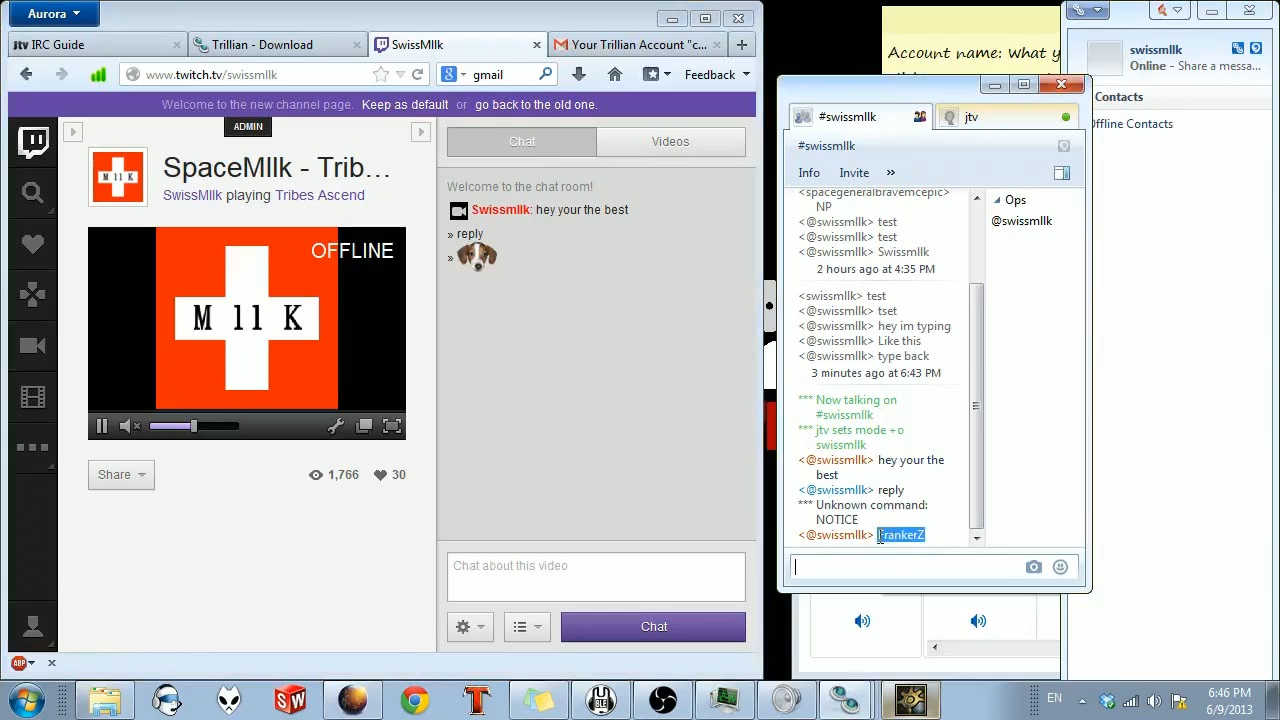 Aurora
Jtv IRC Guide
Trillian - Download
SwissMllk
Your Trillian Account "c...
www.twitch.tv/swissmllk
gmail
Feedback
Welcome to the new channel page. Keep as default or go back to the old one.
ADMIN
SpaceMllk - Trib…
SwissMllk playing Tribes Ascend
OFFLINE
M ll K
Share
1,766
30
Chat
Videos
Welcome to the chat room!
Swissmllk: hey your the best
» reply
»
Chat about this video
Chat
ABP
Account name: What y
#swissmllk
jtv
#swissmllk
Info
Invite
»
<spacegeneralbravemcepic>
NP
<@swissmllk> test
<@swissmllk> test
<@swissmllk> Swissmllk
2 hours ago at 4:35 PM
<swissmllk> test
<@swissmllk> tset
<@swissmllk> hey im typing
<@swissmllk> Like this
<@swissmllk> type back
3 minutes ago at 6:43 PM
*** Now talking on
#swissmllk
*** jtv sets mode +o
swissmllk
<@swissmllk> hey your the
best
<@swissmllk> reply
*** Unknown command:
NOTICE
<@swissmllk> FrankerZ
Ops
@swissmllk
swissmllk
Online - Share a messa...
Contacts
Offline Contacts
EN
6:46 PM
6/9/2013